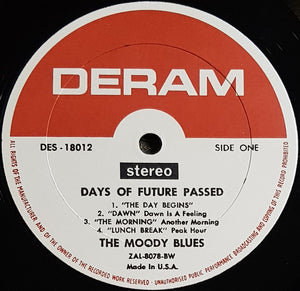 DERAM
DES - 18012
SIDE ONE
stereo
DAYS OF FUTURE PASSED
1. "THE DAY BEGINS"
2. "DAWN" Dawn Is A Feeling
3. "THE MORNING" Another Morning
4. "LUNCH BREAK" Peak Hour
THE MOODY BLUES
ZAL-8078-BW
Made In U.S.A.
ALL RIGHTS OF THE MANUFACTURER AND OF THE OWNER OF THE RECORDED WORK RESERVED - UNAUTHORISED PUBLIC PERFORMANCE BROADCASTING AND COPYING OF THIS RECORD PROHIBITED